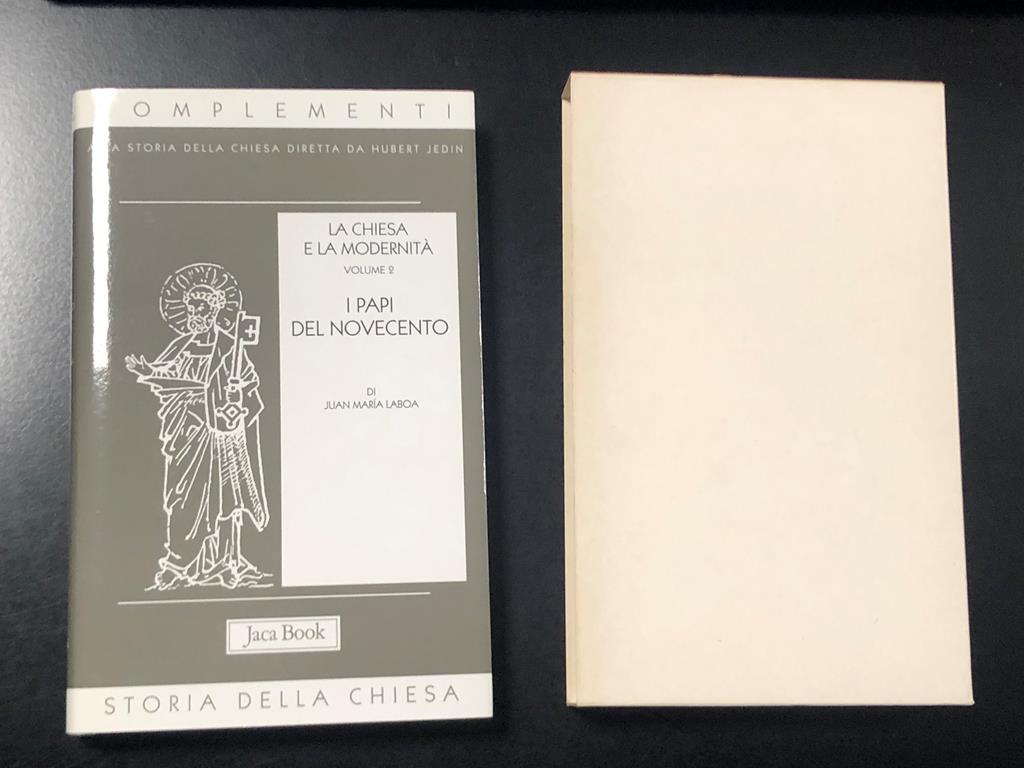 OMPLEMENTI
STORIA DELLA CHIESA DIRETTA DA HUBERT JEDIN
LA CHIESA
E LA MODERNITÀ
VOLUME 2
I PAPI
DEL NOVECENTO
DI
JUAN MARÍA LABOA
Jaca Book
STORIA DELLA CHIESA